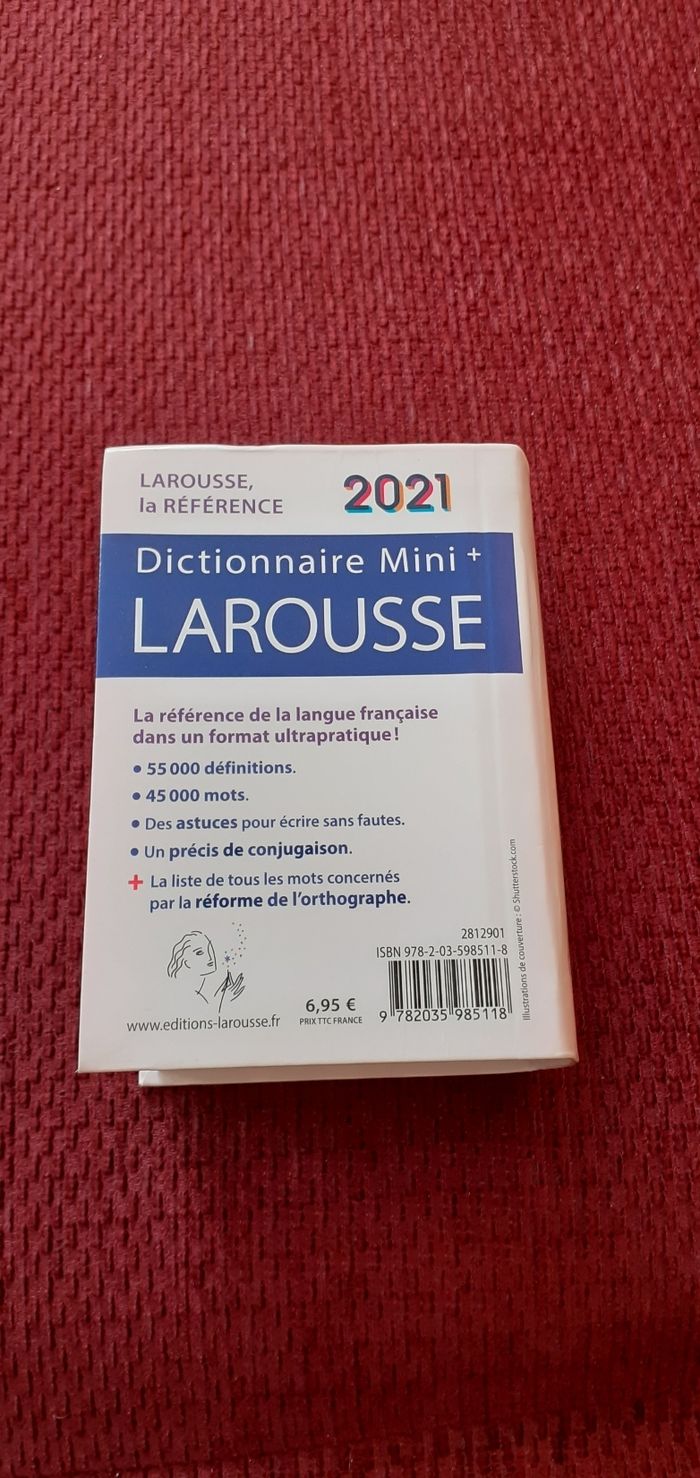 LAROUSSE,
la RÉFÉRENCE
2021
Dictionnaire Mini +
LAROUSSE
La référence de la langue française
dans un format ultrapratique !
• 55 000 définitions.
• 45 000 mots.
• Des astuces pour écrire sans fautes.
• Un précis de conjugaison.
+ La liste de tous les mots concernés
par la réforme de l'orthographe.
www.editions-larousse.fr
6,95 €
PRIX TTC FRANCE
2812901
ISBN 978-2-03-598511-8
9 782035 985118
Illustrations de couverture : © Shutterstock.com